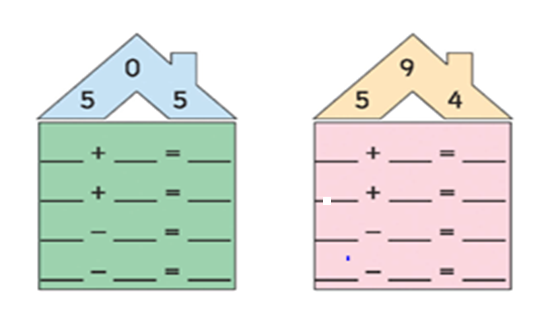 0
5 5
___ + ___ = ___
___ + ___ = ___
___ − ___ = ___
___ − ___ = ___
9
5 4
___ + ___ = ___
___ + ___ = ___
___ − ___ = ___
___ − ___ = ___